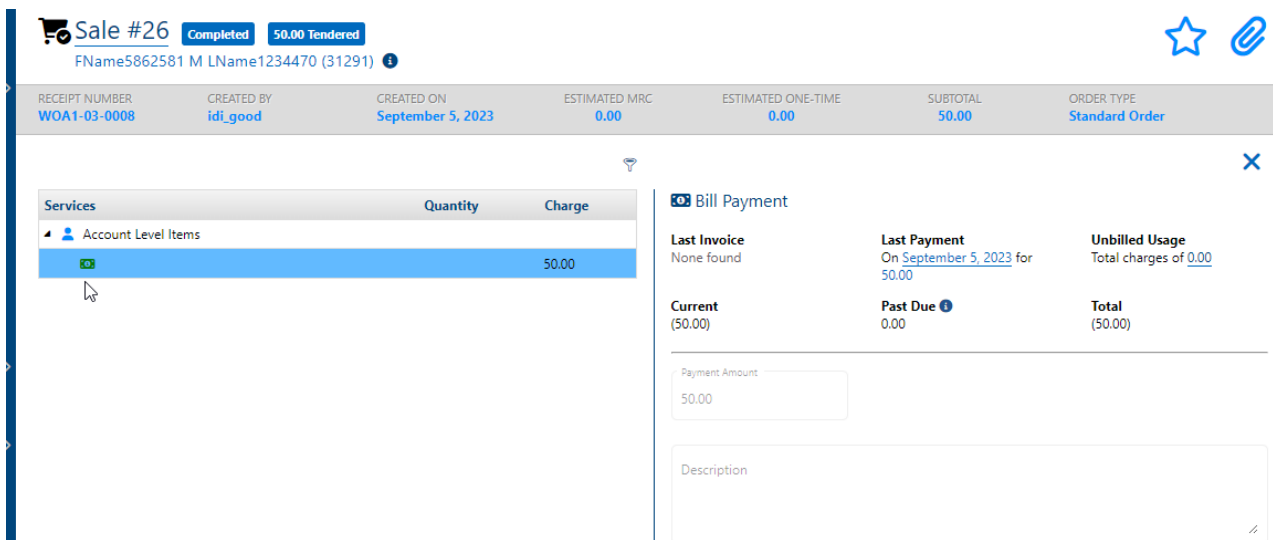 Sale #26 Completed 50.00 Tendered
FName5862581 M LName1234470 (31291)
RECEIPT NUMBER CREATED BY CREATED ON ESTIMATED MRC ESTIMATED ONE-TIME SUBTOTAL ORDER TYPE
WOA1-03-0008 idi_good September 5, 2023 0.00 0.00 50.00 Standard Order
Services Quantity Charge
Account Level Items
50.00
Bill Payment
Last Invoice Last Payment Unbilled Usage
None found On September 5, 2023 for Total charges of 0.00
50.00
Current Past Due Total
(50.00) 0.00 (50.00)
Payment Amount
50.00
Description